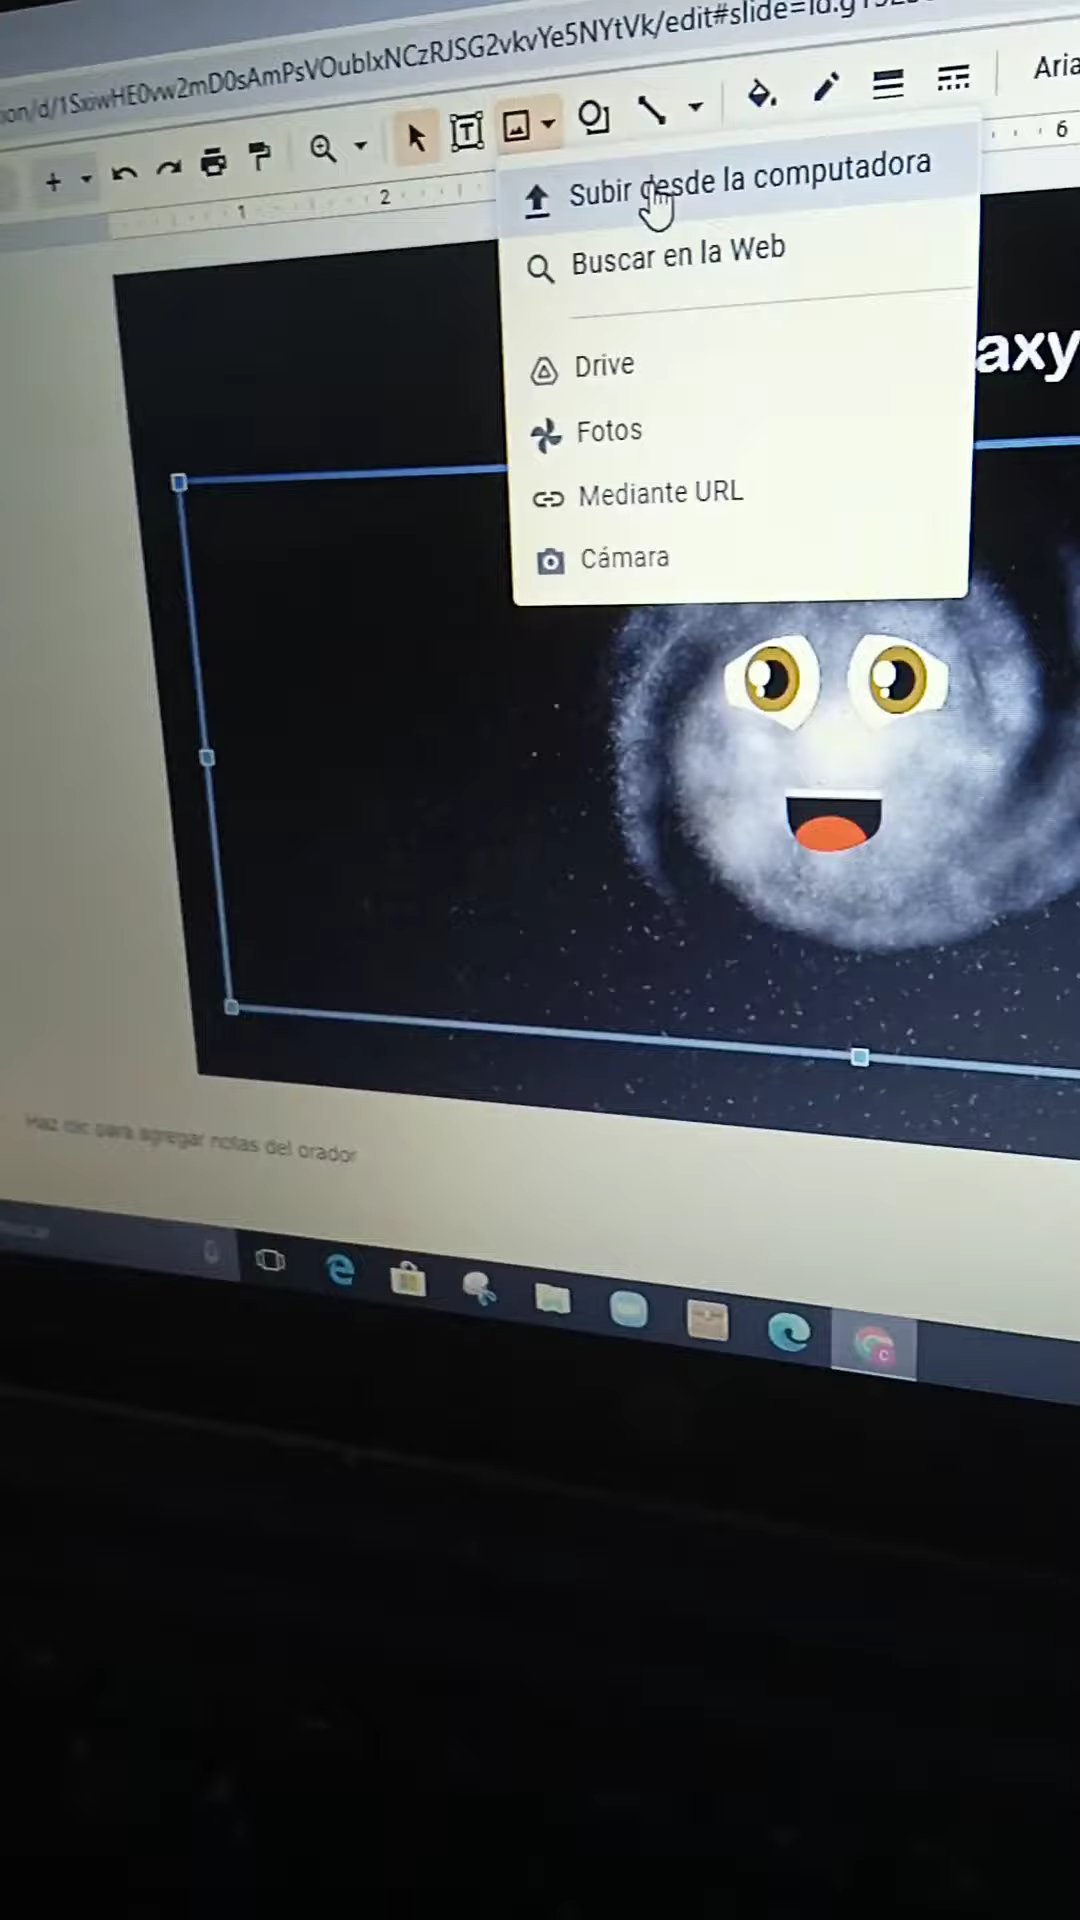 ion/d/1SxiwHE0vw2mD0sAmPsVOublxNCzRJSG2vkvYe5NYtVk/edit#slide=id.g
Aria
1
2
6
Subir desde la computadora
Buscar en la Web
axy
Drive
Fotos
Mediante URL
Cámara
Haz clic para agregar notas del orador